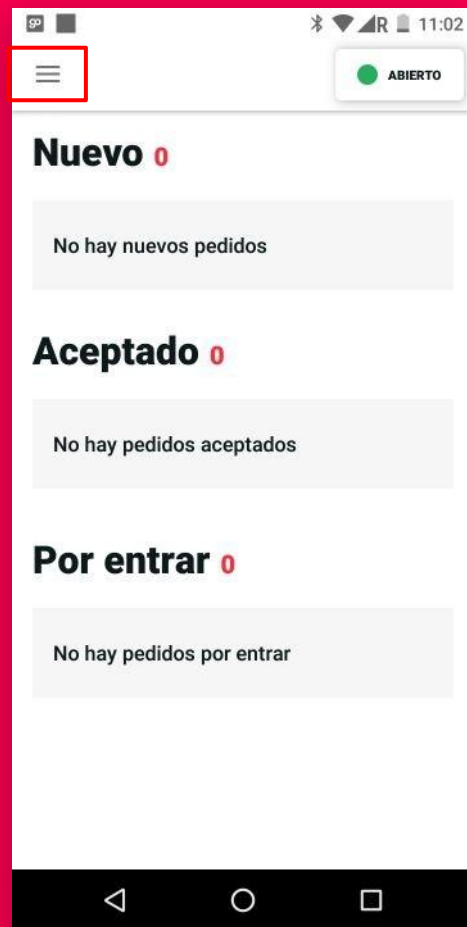 go
R 11:02
ABIERTO
Nuevo 0
No hay nuevos pedidos
Aceptado 0
No hay pedidos aceptados
Por entrar 0
No hay pedidos por entrar